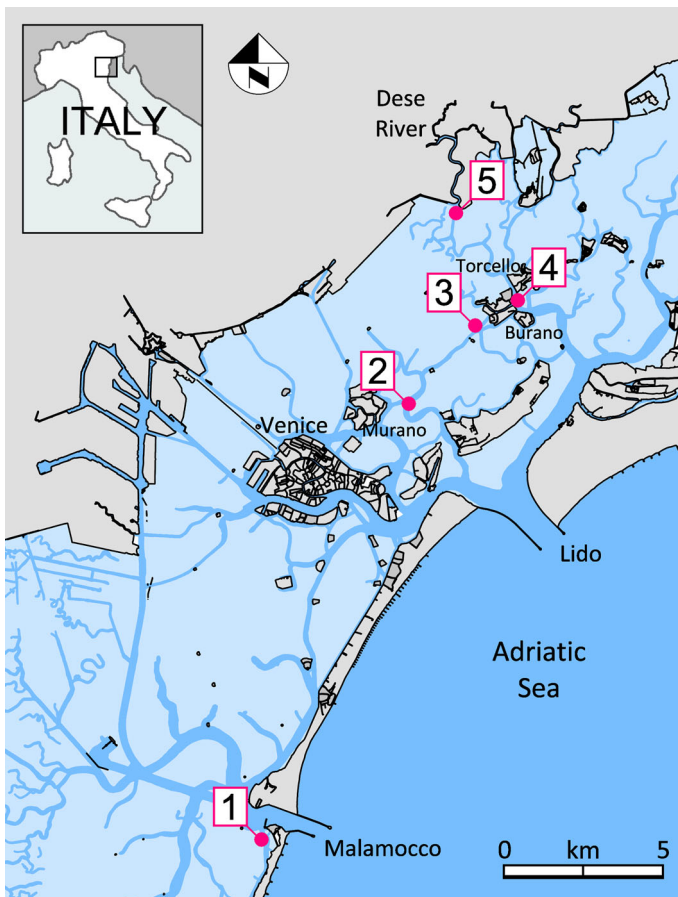 ITALY
N
Dese
River
5
Torcello
4
3
Burano
2
Venice
Murano
Lido
Adriatic
Sea
1
Malamocco
0 km 5